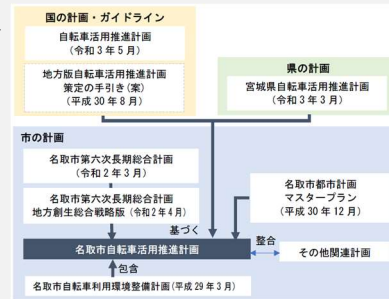 国の計画・ガイドライン
自転車活用推進計画
(令和3年5月)
地方版自転車活用推進計画
策定の手引き(案)
(平成30年8月)
県の計画
宮城県自転車活用推進計画
(令和3年3月)
市の計画
名取市第六次長期総合計画
(令和2年3月)
名取市第六次長期総合計画
地方創生総合戦略版(令和2年4月)
名取市都市計画
マスタープラン
(平成30年12月)
基づく
名取市自転車活用推進計画
整合
その他関連計画
包含
名取市自転車利用環境整備計画(平成29年3月)